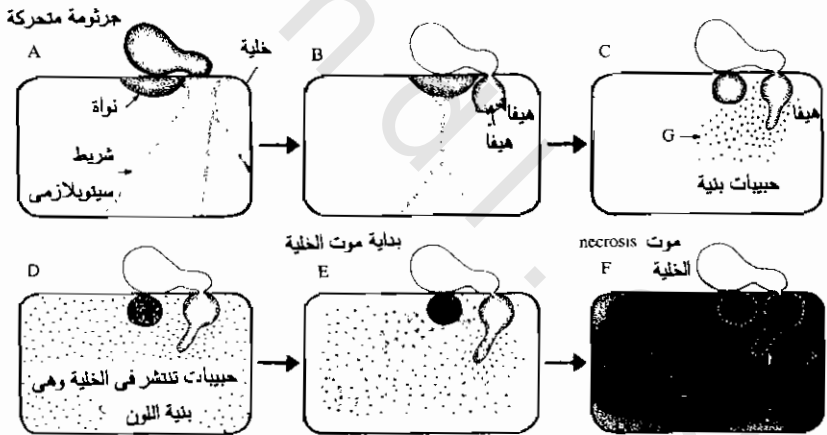 جرثومة متحركة
A
خلية
نواة
شريط
سيتوبلازمى
B
هيفا
هيفا
C
هيفا
G
حبيبات بنية
D
حبيبات تنتشر فى الخلية وهى
بنية اللون
بداية موت الخلية
E
موت necrosis
الخلية
F